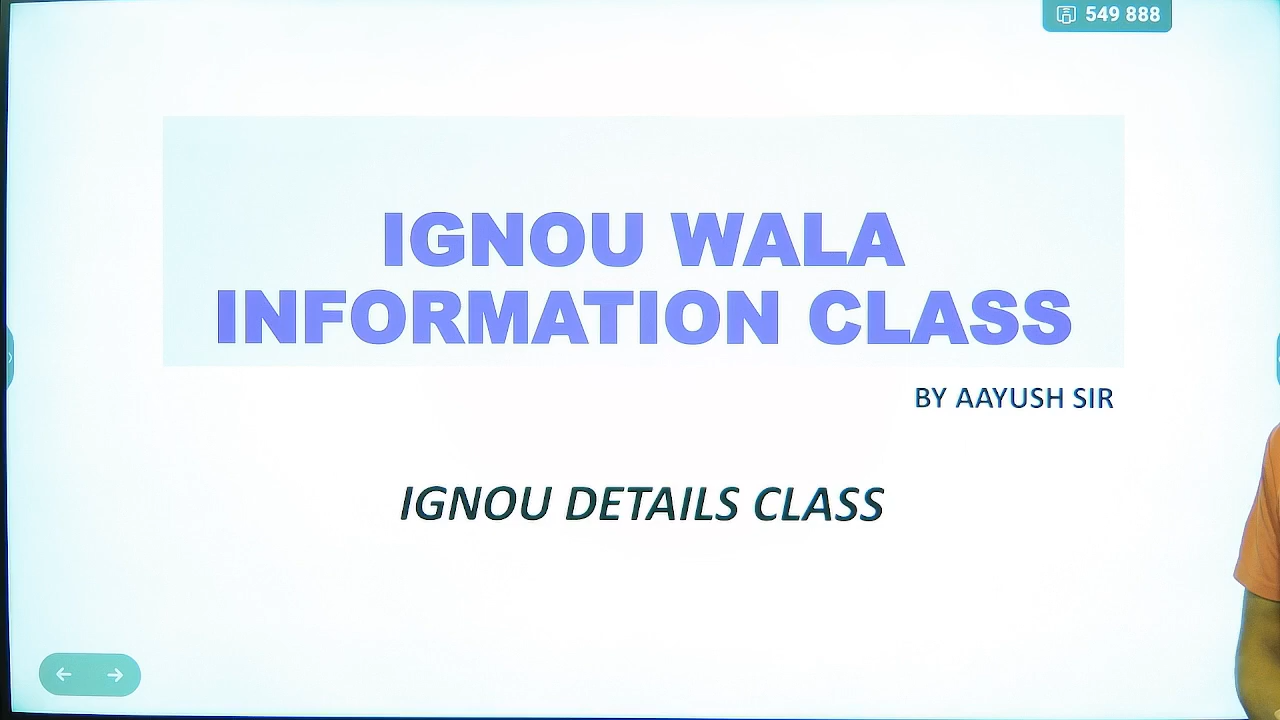 549 888
IGNOU WALA
INFORMATION CLASS
BY AAYUSH SIR
IGNOU DETAILS CLASS